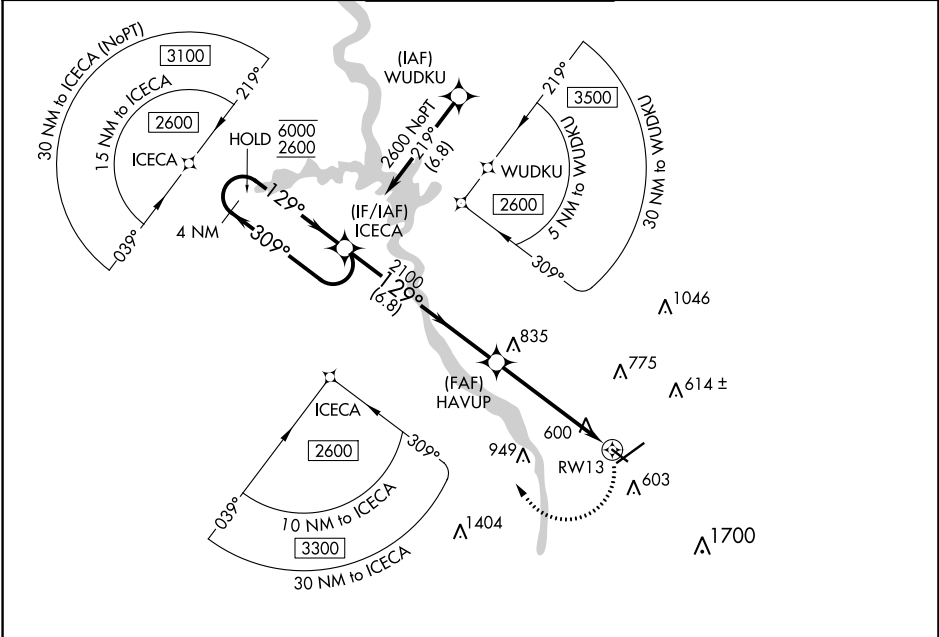 30 NM to ICECA (NoPT)
3100
219°
15 NM to ICECA
2600
ICECA
039°
HOLD
6000
2600
4 NM
129°
309°
(IAF)
WUDKU
2600 NoPT
219°
(6.8)
(IF/IAF)
ICECA
219°
3500
30 NM to WUDKU
5 NM to WUDKU
WUDKU
2600
309°
2100
129°
(6.8)
1046
835
775
614 ±
(FAF)
HAVUP
600
RW13
949
603
1404
1700
ICECA
2600
309°
039°
10 NM to ICECA
3300
30 NM to ICECA